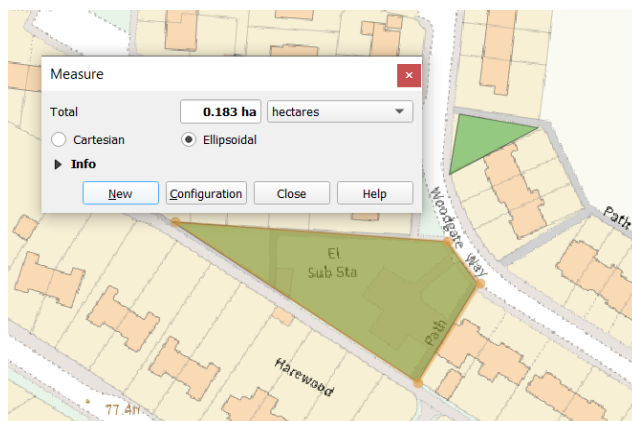 Measure
Total
0.183 ha
hectares
Cartesian
Ellipsoidal
Info
New
Configuration
Close
Help
Woodgate Way
Path
El
Sub Sta
Path
Harewood
77.4m